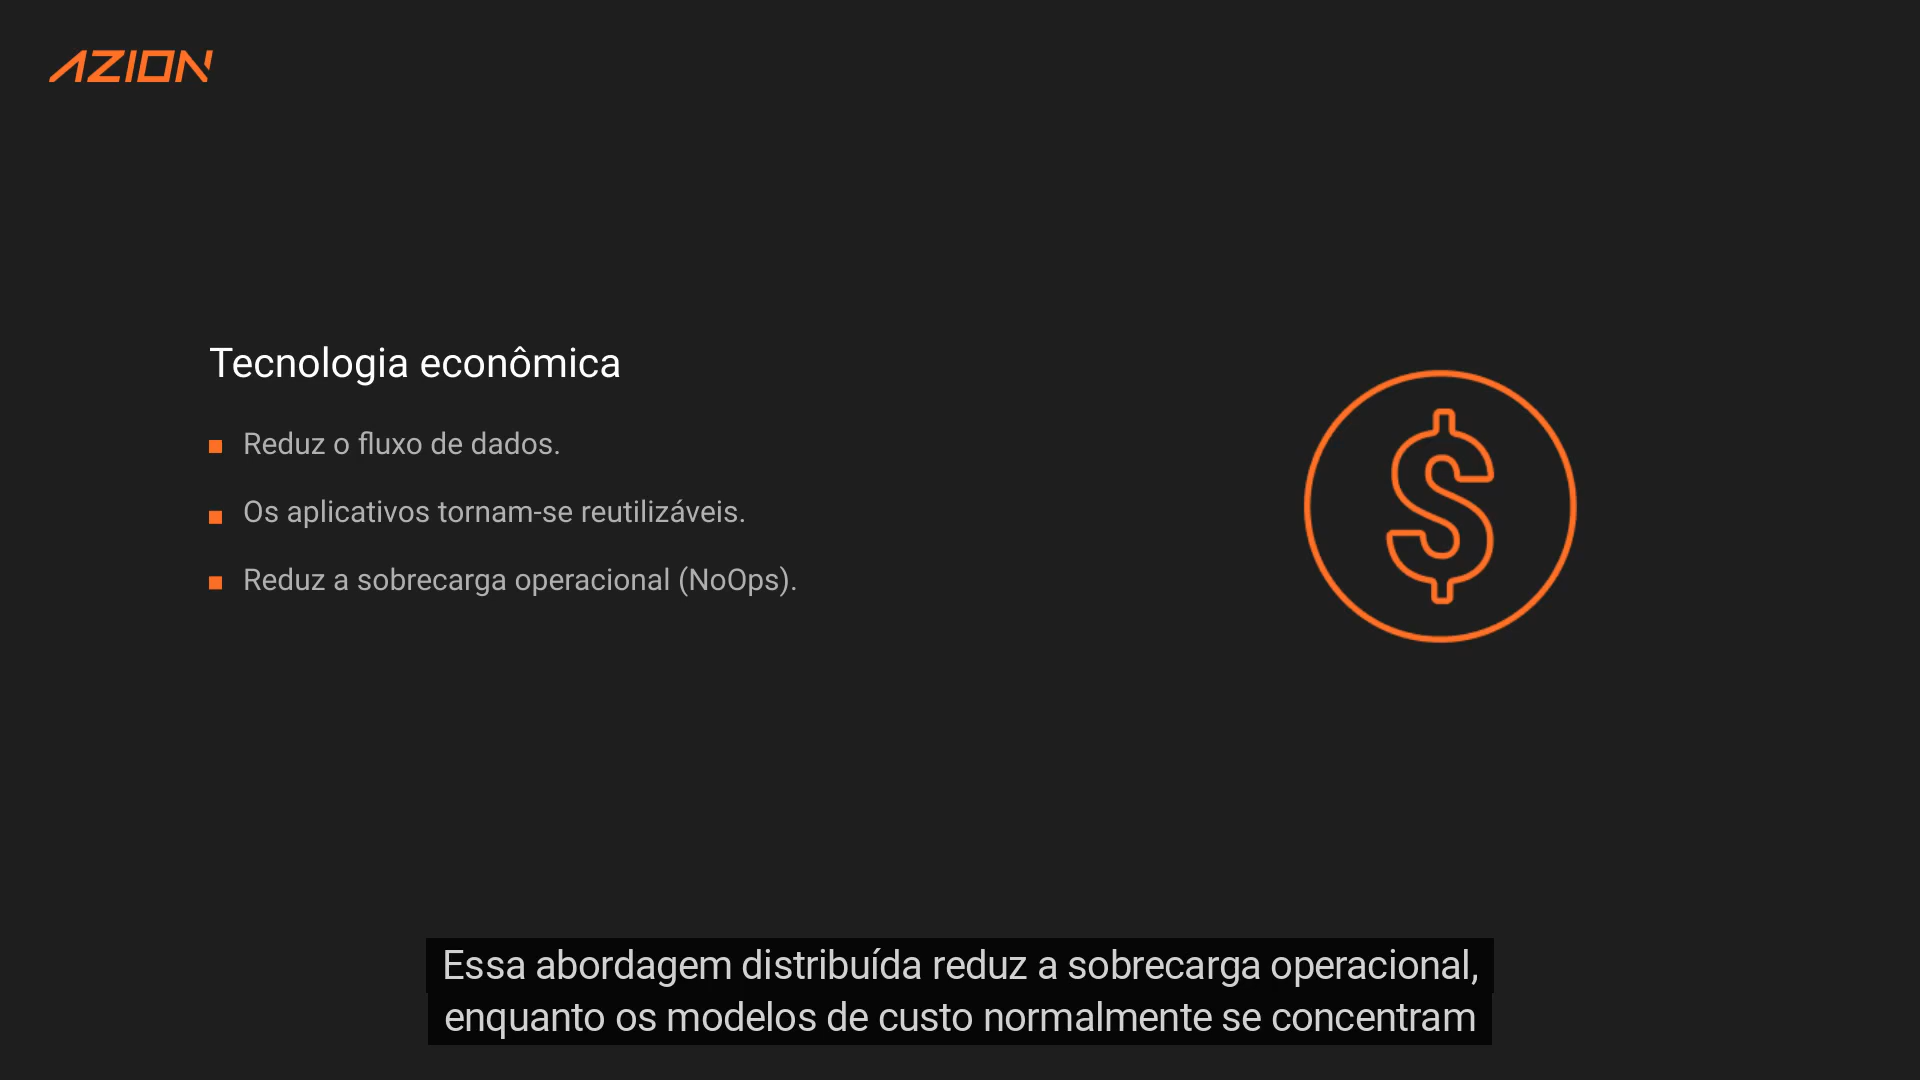 AZION
Tecnologia econômica
Reduz o fluxo de dados.
Os aplicativos tornam-se reutilizáveis.
Reduz a sobrecarga operacional (NoOps).
Essa abordagem distribuída reduz a sobrecarga operacional,
enquanto os modelos de custo normalmente se concentram